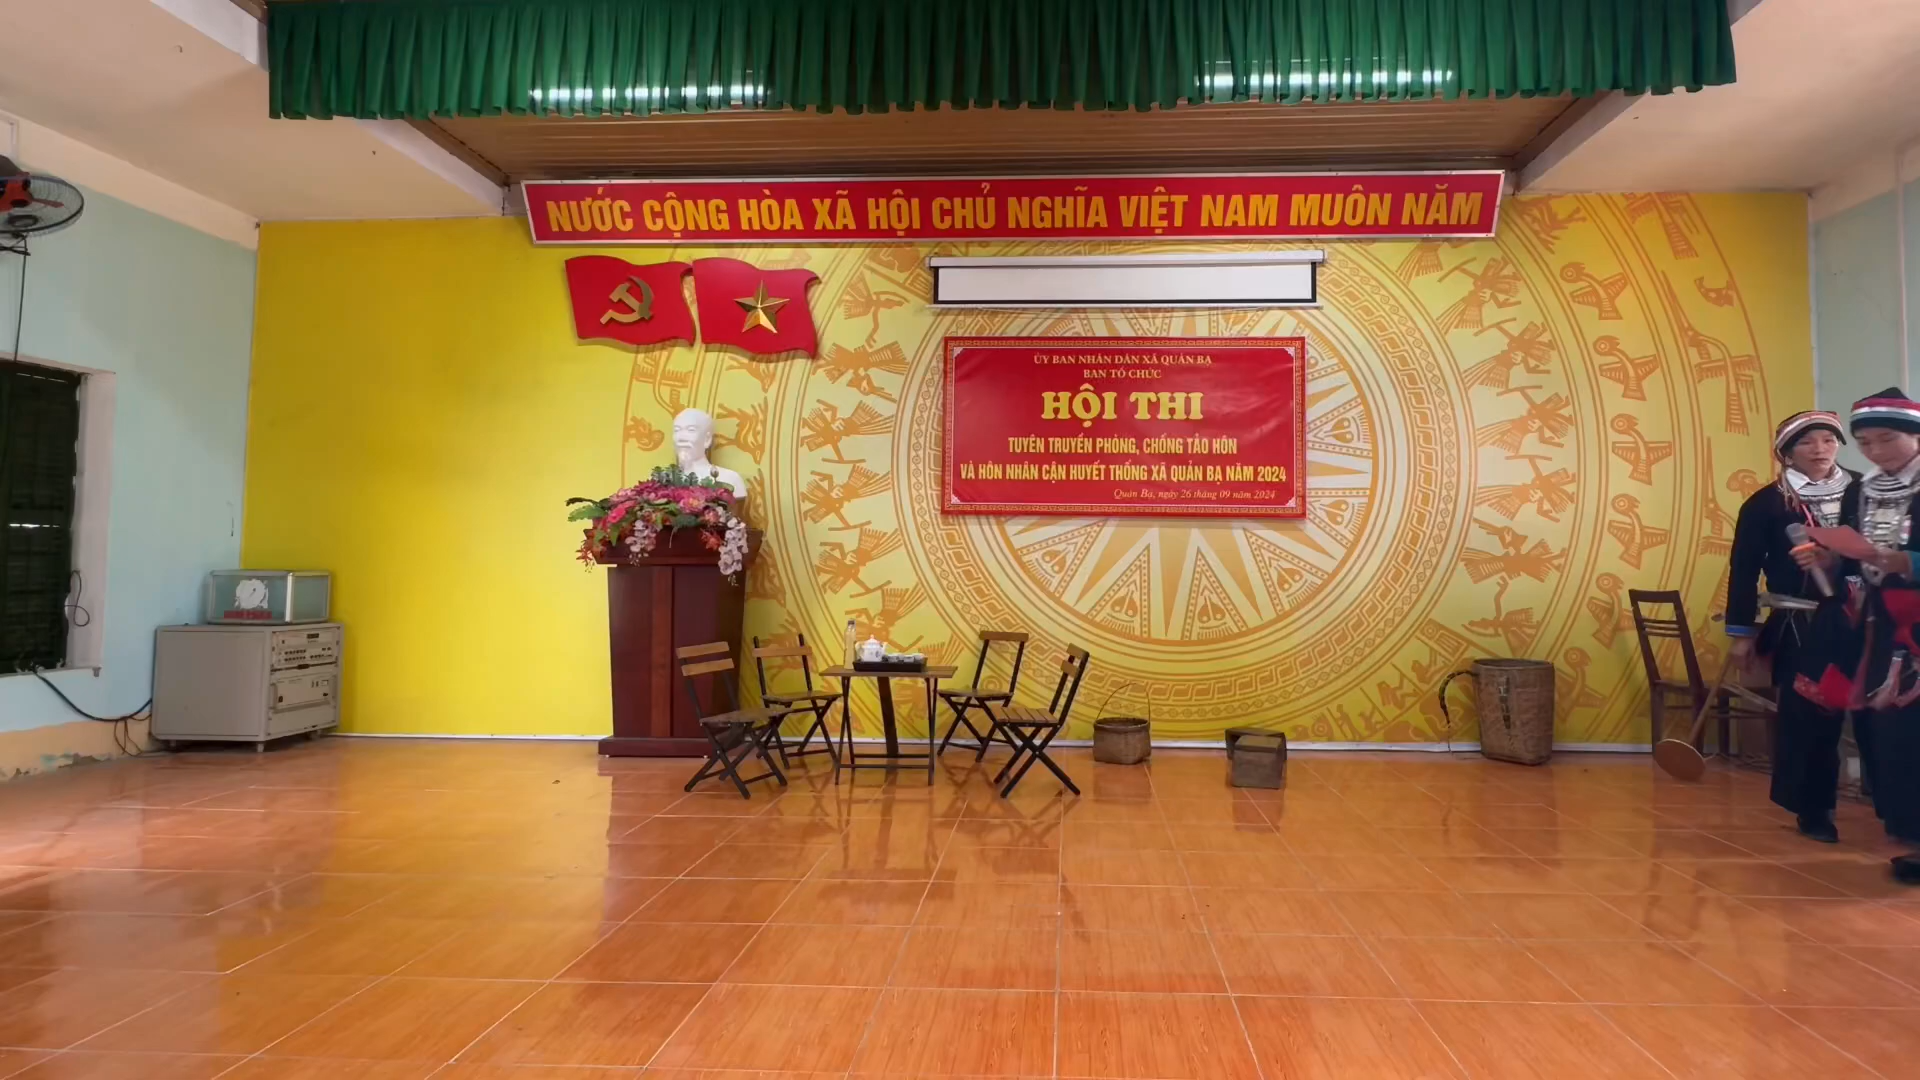 NƯỚC CỘNG HÒA XÃ HỘI CHỦ NGHĨA VIỆT NAM MUÔN NĂM
ỦY BAN NHÂN DÂN XÃ QUẢN BẠ
BAN TỔ CHỨC
HỘI THI
TUYÊN TRUYỀN PHÒNG, CHỐNG TẢO HÔN
VÀ HÔN NHÂN CẬN HUYẾT THỐNG XÃ QUẢN BẠ NĂM 2024
Quản Bạ, ngày 26 tháng 09 năm 2024